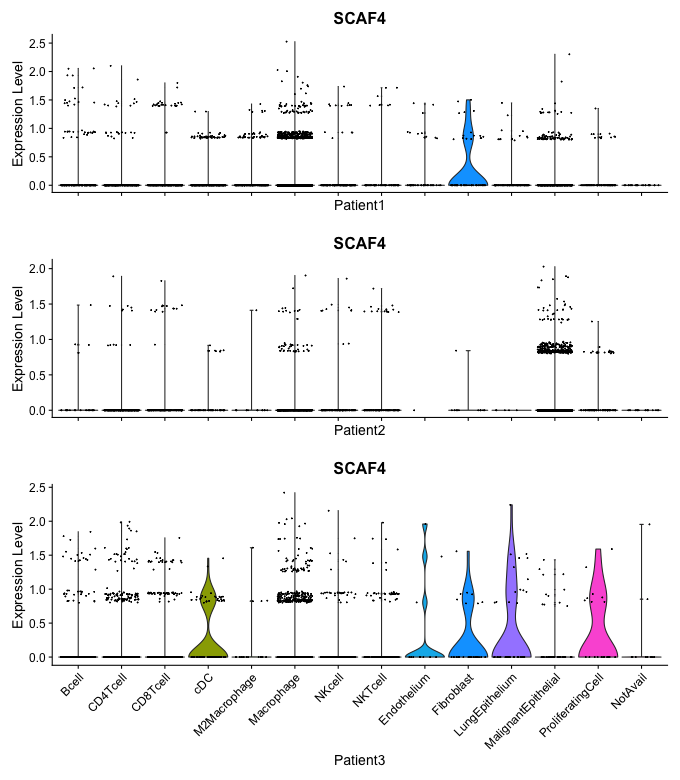 SCAF4
Expression Level
2.5
2.0
1.5
1.0
0.5
0.0
Patient1
SCAF4
Expression Level
2.0
1.5
1.0
0.5
0.0
Patient2
SCAF4
Expression Level
2.5
2.0
1.5
1.0
0.5
0.0
Bcell
CD4Tcell
CD8Tcell
cDC
M2Macrophage
Macrophage
NKcell
NKTcell
Endothelium
Fibroblast
LungEpithelium
MalignantEpithelial
ProliferatingCell
NotAvail
Patient3